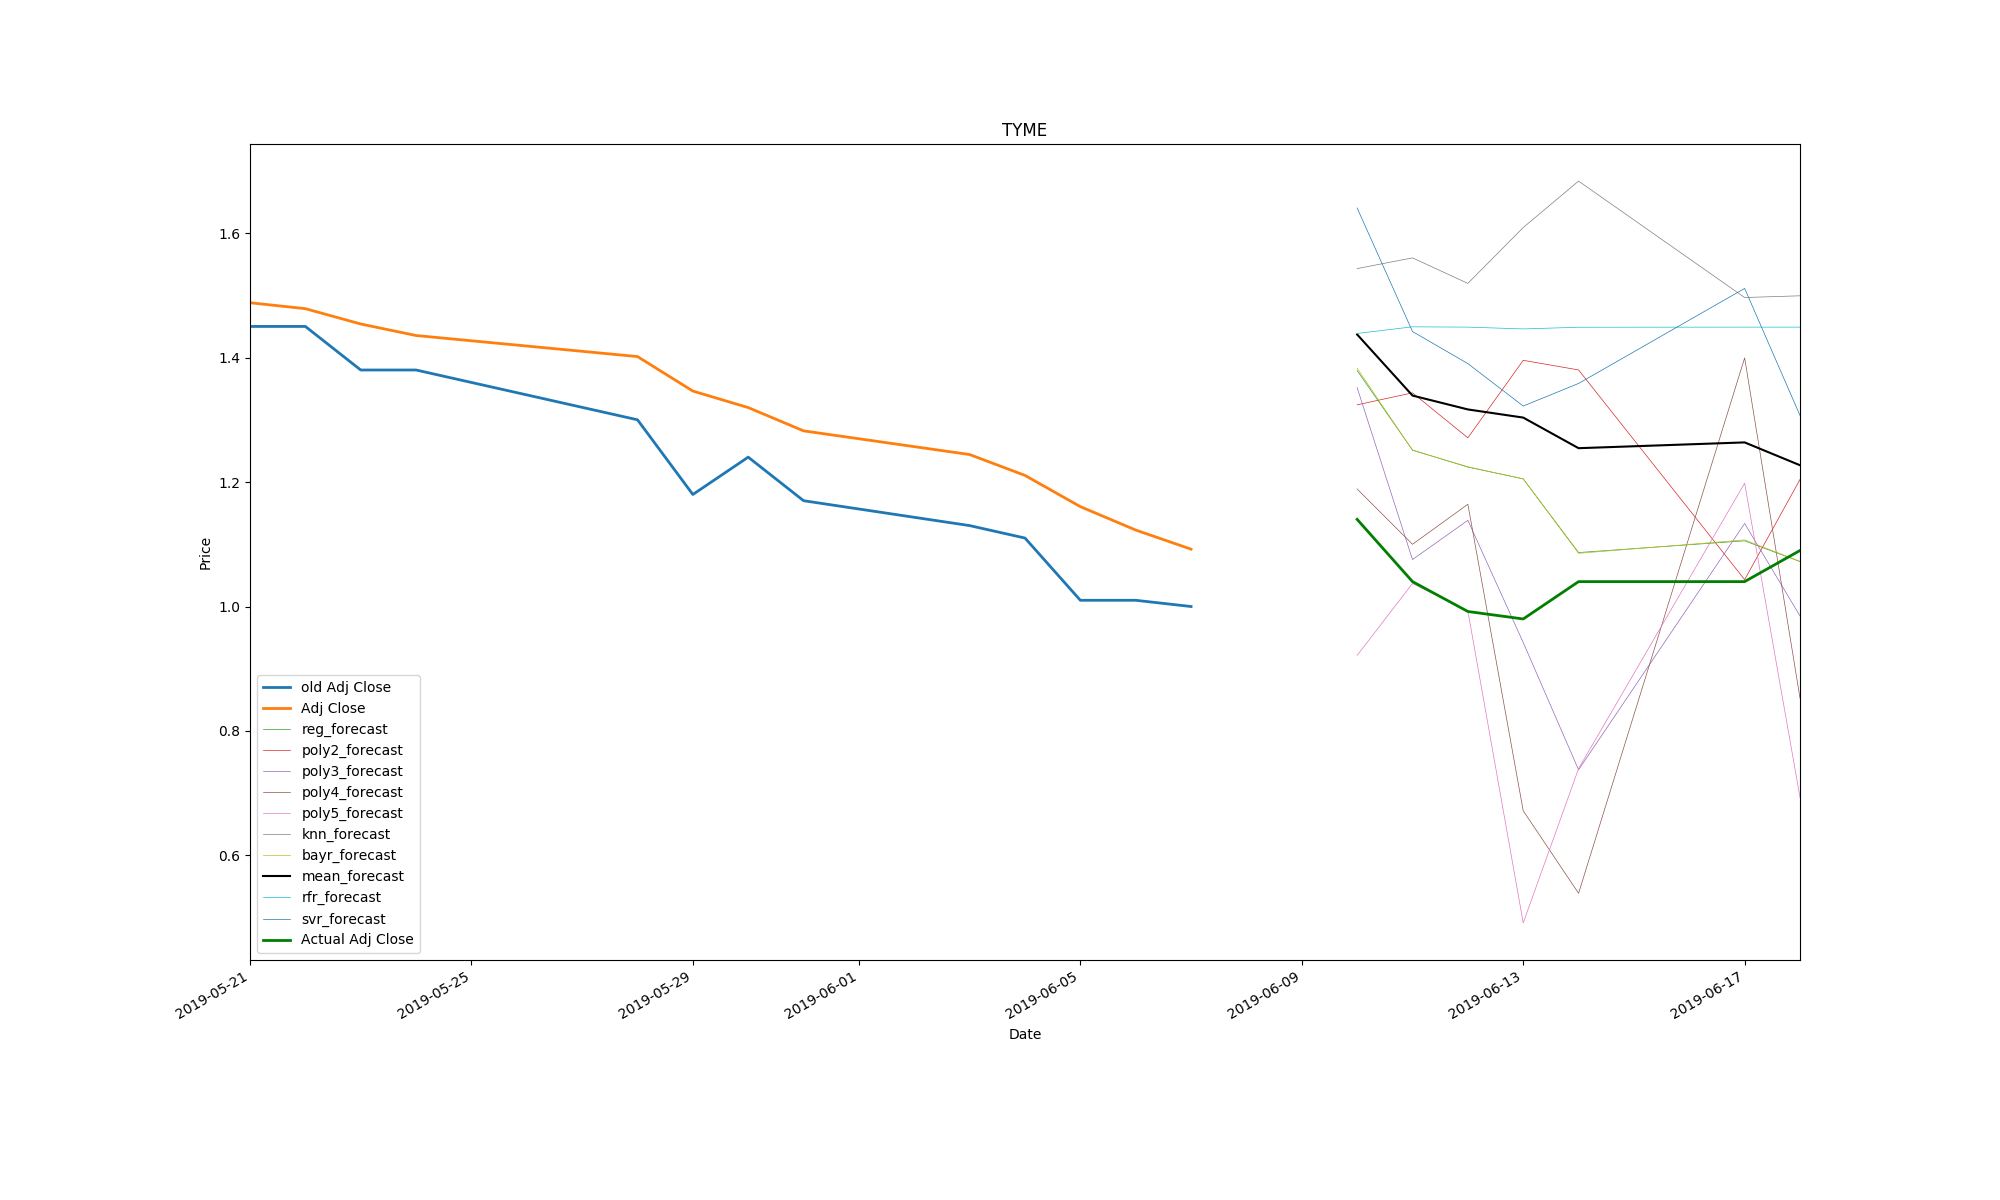 TYME
Price
1.6
1.4
1.2
1.0
0.8
0.6
old Adj Close
Adj Close
reg_forecast
poly2_forecast
poly3_forecast
poly4_forecast
poly5_forecast
knn_forecast
bayr_forecast
mean_forecast
rfr_forecast
svr_forecast
Actual Adj Close
2019-05-21
2019-05-25
2019-05-29
2019-06-01
2019-06-05
2019-06-09
2019-06-13
2019-06-17
Date